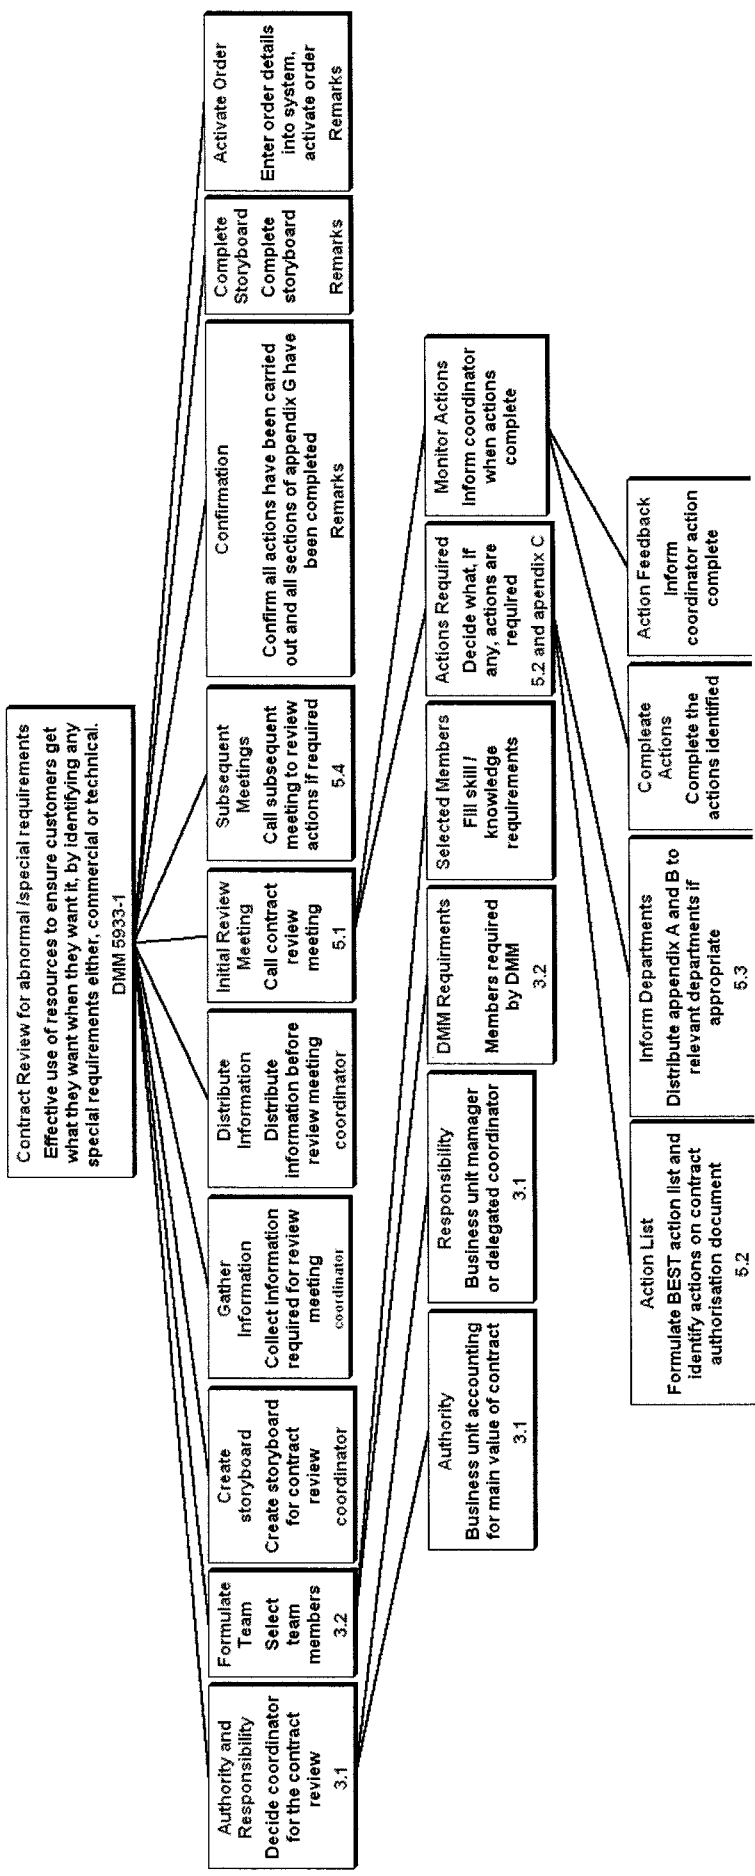 Contract Review for abnormal /special requirements
Effective use of resources to ensure customers get
what they want when they want it, by identifying any
special requirements either, commercial or technical.
DMM 5933-1
Authority and
Responsibility
Decide coordinator
for the contract
review
3.1
Formulate
Team
Select
team
members
3.2
Create
storyboard
Create storyboard
for contract
review
coordinator
Gather
Information
Collect information
required for review
meeting
coordinator
Distribute
Information
Distribute
information before
review meeting
coordinator
Initial Review
Meeting
Call contract
review
meeting
5.1
Subsequent
Meetings
Call subsequent
meeting to review
actions if required
5.4
Confirmation
Confirm all actions have been carried
out and all sections of appendix G have
been completed
Remarks
Complete
Storyboard
Complete
storyboard
Remarks
Activate Order
Enter order details
into system,
activate order
Remarks
Authority
Business unit accounting
for main value of contract
3.1
Responsibility
Business unit mamager
or delegated coordinator
3.1
DMM Requirments
Members required
by DMM
3.2
Selected Members
Fill skill /
knowledge
requirements
Actions Required
Decide what, if
any, actions are
required
5.2 and apendix C
Monitor Actions
Inform coordinator
when actions
complete
Action List
Formulate BEST action list and
identify actions on contract
authorisation document
5.2
Inform Departments
Distribute appendix A and B to
relevant departments if
appropriate
5.3
Compleate
Actions
Complete the
actions identified
Action Feedback
Inform
coordinator action
complete